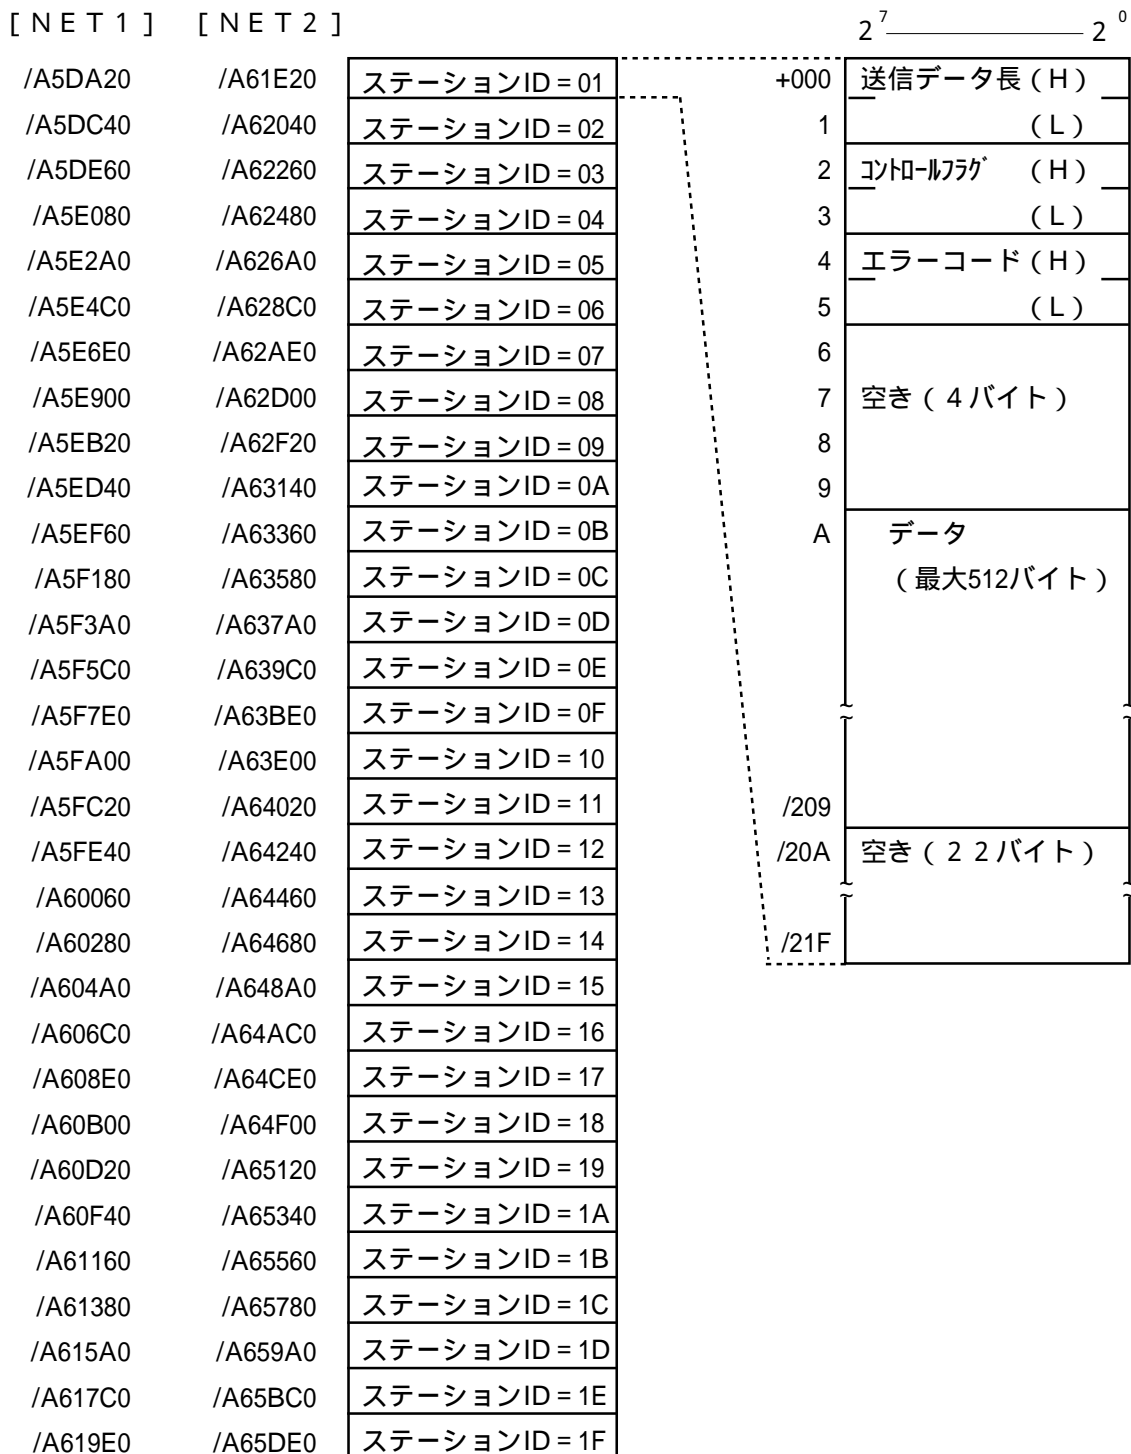 [ＮＥＴ１] [ＮＥＴ２]
2^7 2^0
/A5DA20 /A61E20 ステーションID = 01 +000 送信データ長（H）
/A5DC40 /A62040 ステーションID = 02 1 （L）
/A5DE60 /A62260 ステーションID = 03 2 ｺﾝﾄﾛｰﾙﾌﾗｸﾞ （H）
/A5E080 /A62480 ステーションID = 04 3 （L）
/A5E2A0 /A626A0 ステーションID = 05 4 エラーコード（H）
/A5E4C0 /A628C0 ステーションID = 06 5 （L）
/A5E6E0 /A62AE0 ステーションID = 07 6
/A5E900 /A62D00 ステーションID = 08 7 空き（４バイト）
/A5EB20 /A62F20 ステーションID = 09 8
/A5ED40 /A63140 ステーションID = 0A 9
/A5EF60 /A63360 ステーションID = 0B A データ
/A5F180 /A63580 ステーションID = 0C （最大512バイト）
/A5F3A0 /A637A0 ステーションID = 0D
/A5F5C0 /A639C0 ステーションID = 0E
/A5F7E0 /A63BE0 ステーションID = 0F
/A5FA00 /A63E00 ステーションID = 10
/A5FC20 /A64020 ステーションID = 11 /209
/A5FE40 /A64240 ステーションID = 12 /20A 空き（２２バイト）
/A60060 /A64460 ステーションID = 13
/A60280 /A64680 ステーションID = 14 /21F
/A604A0 /A648A0 ステーションID = 15
/A606C0 /A64AC0 ステーションID = 16
/A608E0 /A64CE0 ステーションID = 17
/A60B00 /A64F00 ステーションID = 18
/A60D20 /A65120 ステーションID = 19
/A60F40 /A65340 ステーションID = 1A
/A61160 /A65560 ステーションID = 1B
/A61380 /A65780 ステーションID = 1C
/A615A0 /A659A0 ステーションID = 1D
/A617C0 /A65BC0 ステーションID = 1E
/A619E0 /A65DE0 ステーションID = 1F